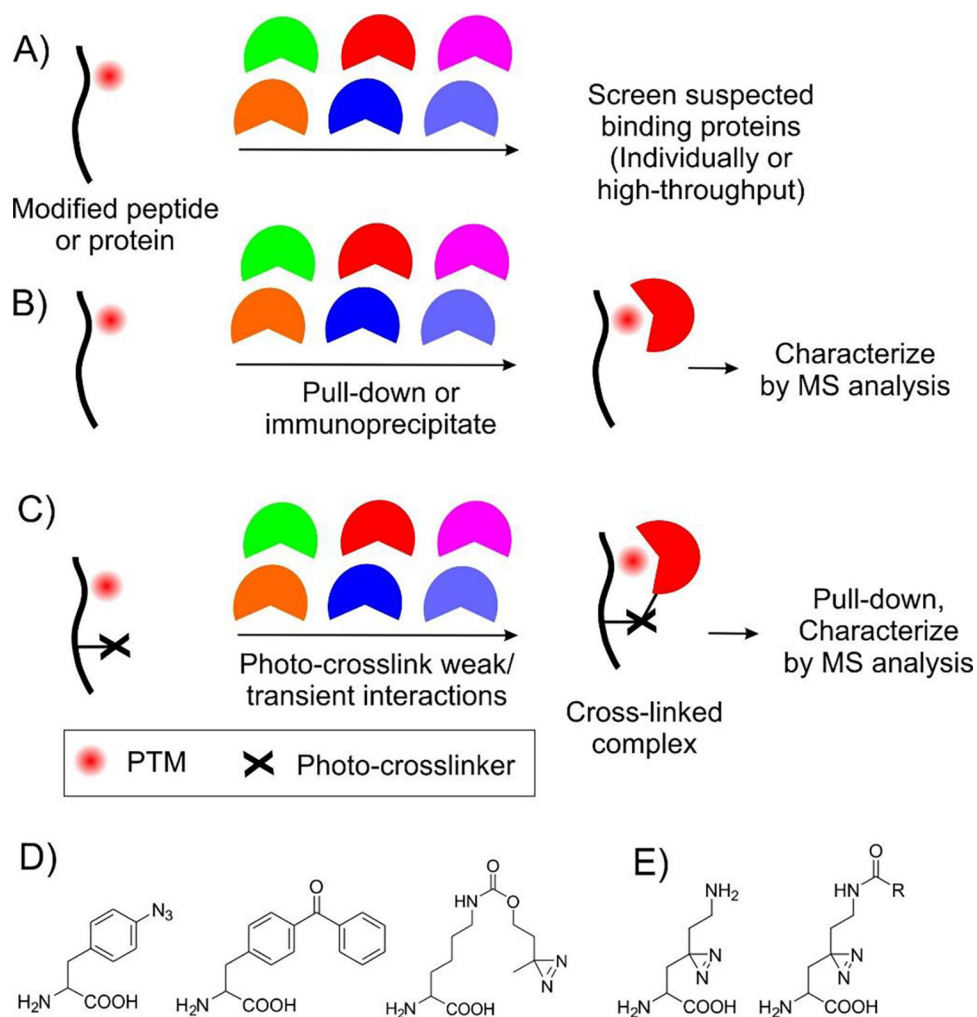 A)
Modified peptide
or protein
Screen suspected
binding proteins
(Individually or
high-throughput)
B)
Pull-down or
immunoprecipitate
Characterize
by MS analysis
C)
Photo-crosslink weak/
transient interactions
Cross-linked
complex
Pull-down,
Characterize
by MS analysis
PTM
Photo-crosslinker
D)
N3
H2N
COOH
O
H2N
COOH
O
HN
O
N
N
H2N
COOH
E)
NH2
N
N
H2N
COOH
O
HN
R
N
N
H2N
COOH